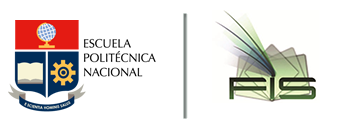 ESCUELA
POLITÉCNICA
NACIONAL
E SCIENTIA HOMINIS SALUS
FIS